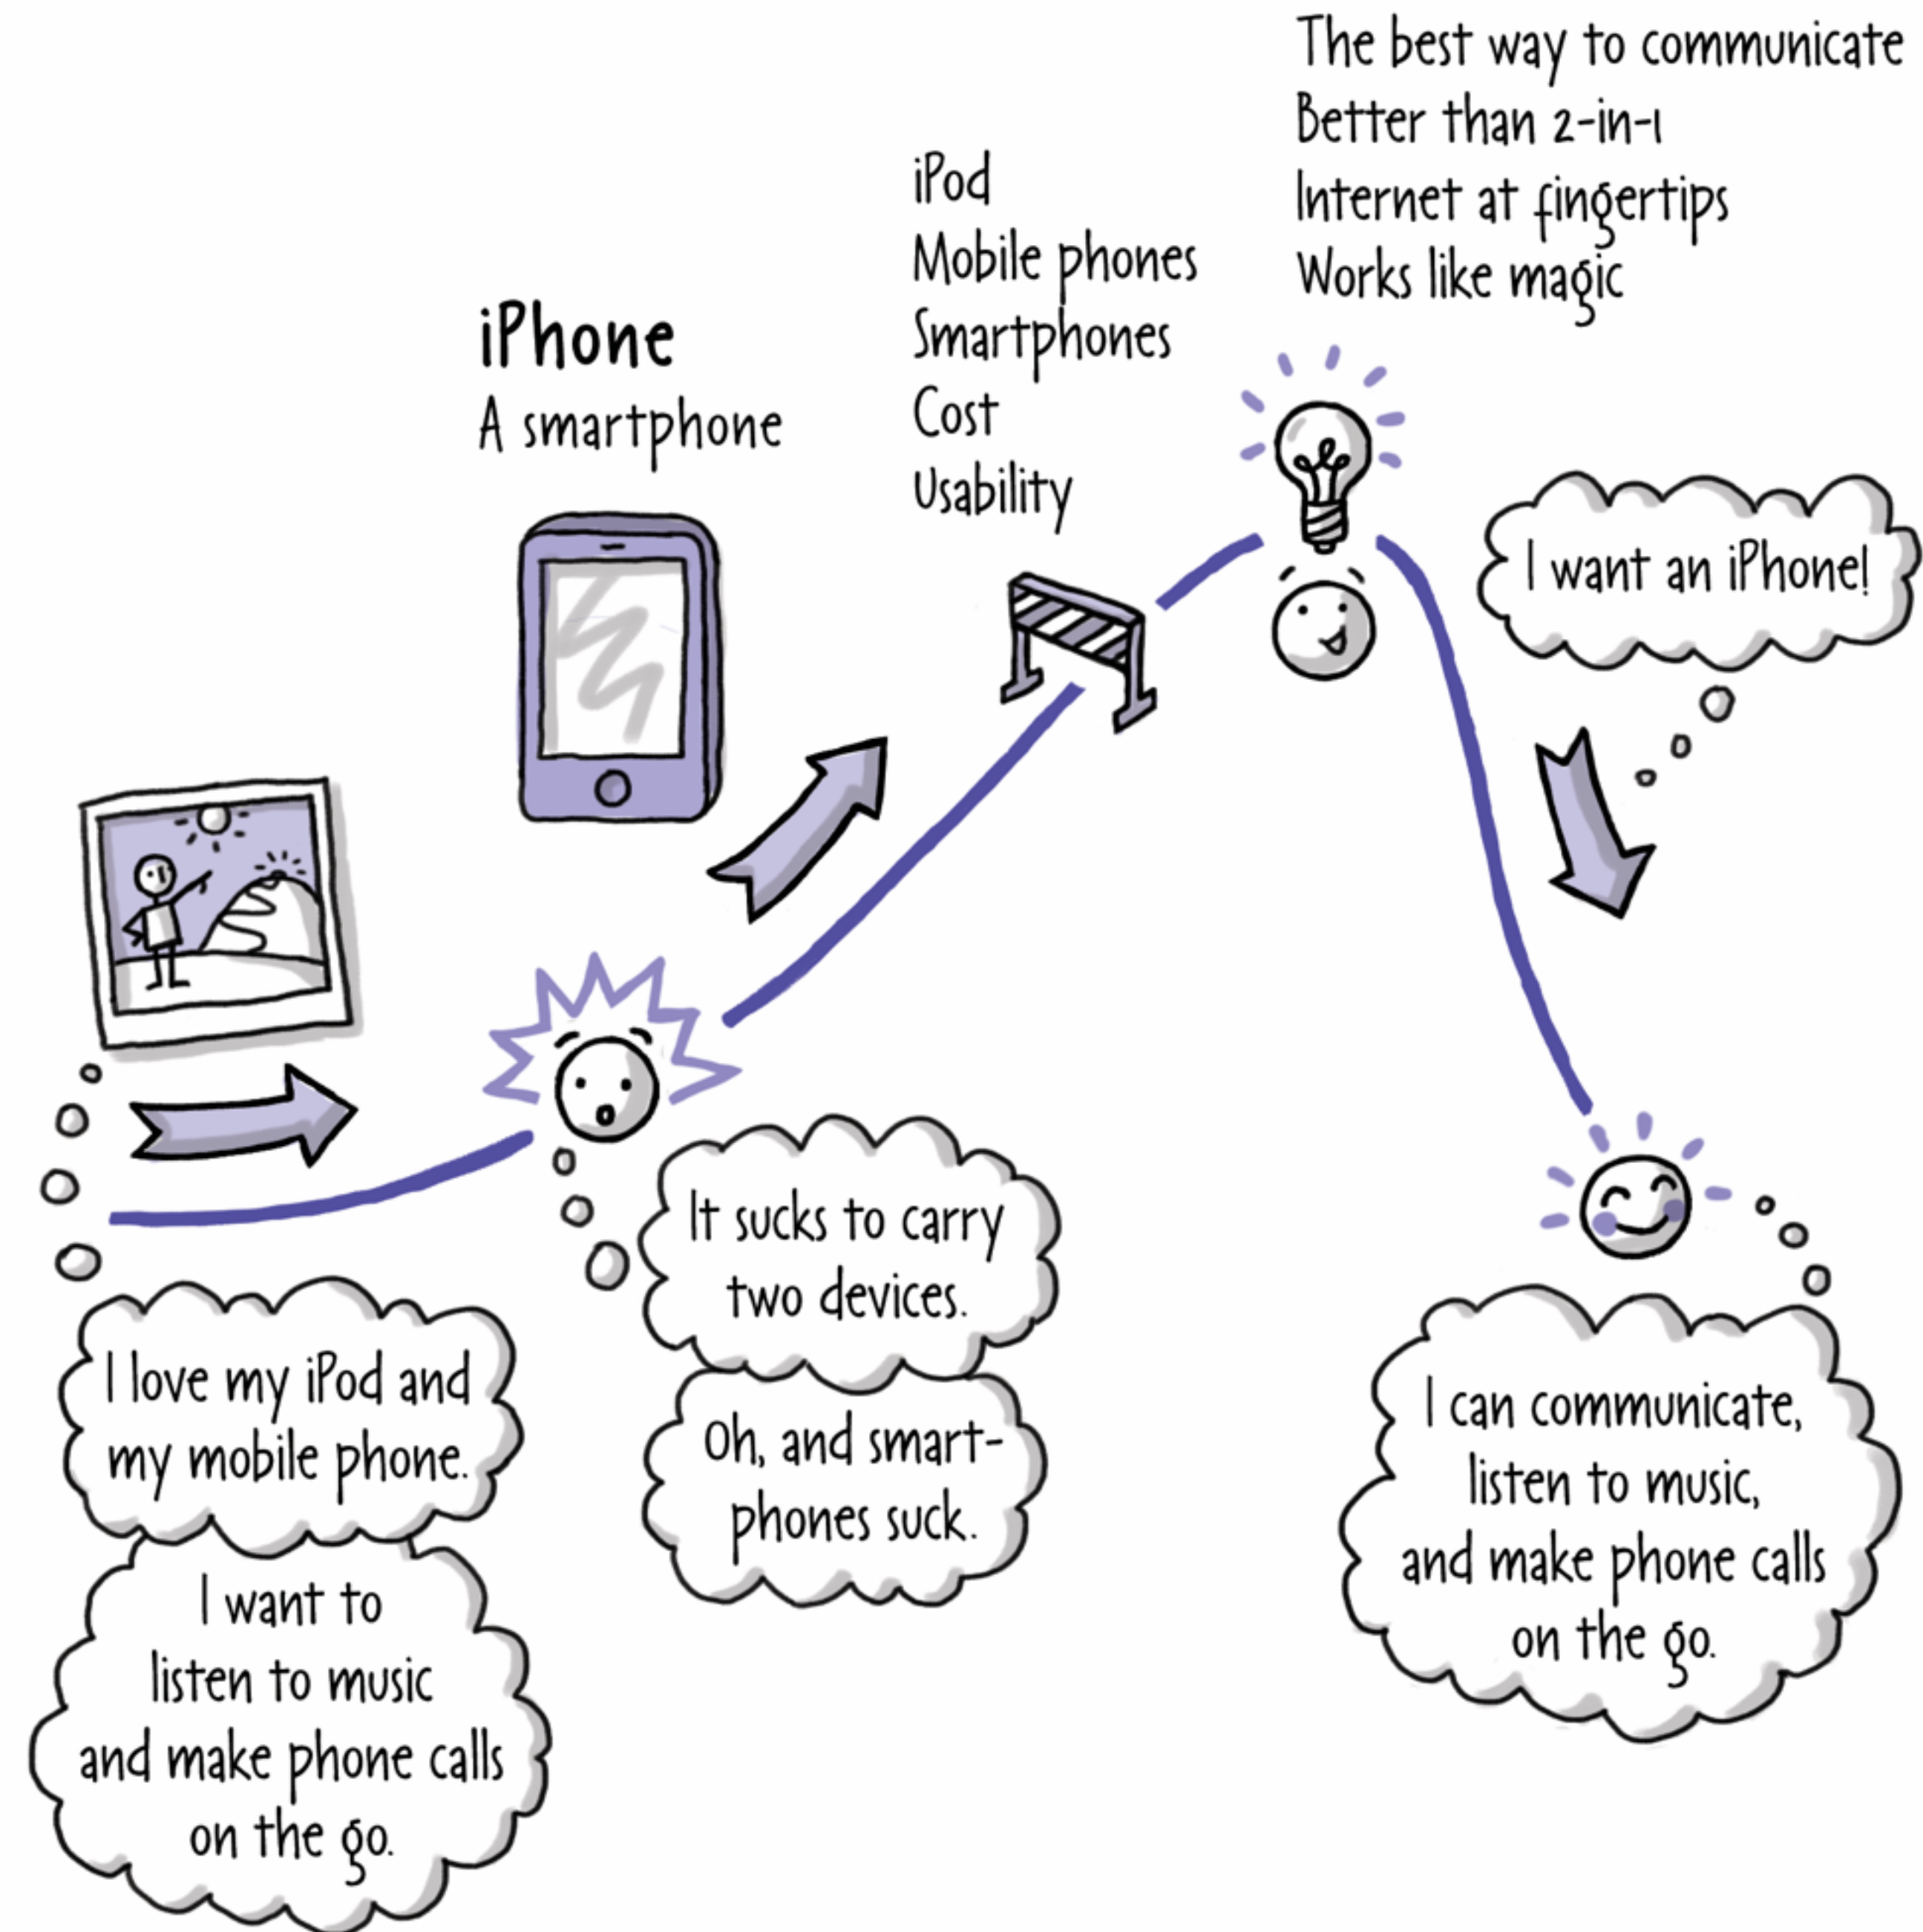 The best way to communicate
Better than 2-in-1
Internet at fingertips
Works like magic
iPod
Mobile phones
Smartphones
Cost
Usability
iPhone
A smartphone
I want an iPhone!
It sucks to carry
two devices.
Oh, and smart-
phones suck.
I love my iPod and
my mobile phone.
I want to
listen to music
and make phone calls
on the go.
I can communicate,
listen to music,
and make phone calls
on the go.